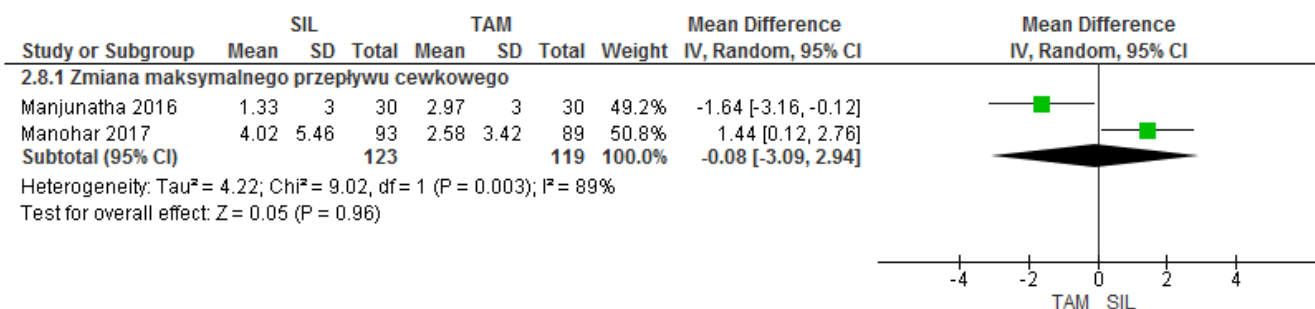 SIL TAM Mean Difference Mean Difference
Study or Subgroup Mean SD Total Mean SD Total Weight IV, Random, 95% CI IV, Random, 95% CI
2.8.1 Zmiana maksymalnego przepływu cewkowego
Manjunatha 2016 1.33 3 30 2.97 3 30 49.2% -1.64 [-3.16, -0.12]
Manohar 2017 4.02 5.46 93 2.58 3.42 89 50.8% 1.44 [0.12, 2.76]
Subtotal (95% CI) 123 119 100.0% -0.08 [-3.09, 2.94]
Heterogeneity: Tau² = 4.22; Chi² = 9.02, df = 1 (P = 0.003); I² = 89%
Test for overall effect: Z = 0.05 (P = 0.96)
-4 -2 0 2 4
TAM SIL